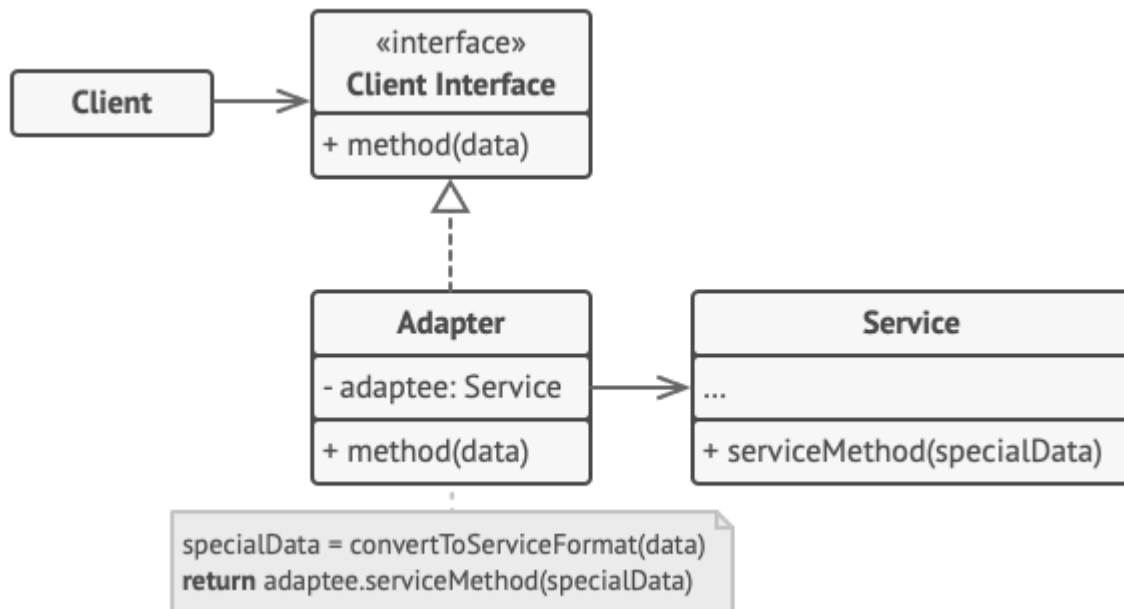 «interface»
Client
Client Interface
+ method(data)
Adapter
Service
- adaptee: Service
...
+ method(data)
+ serviceMethod(specialData)
specialData = convertToServiceFormat(data)
return adaptee.serviceMethod(specialData)